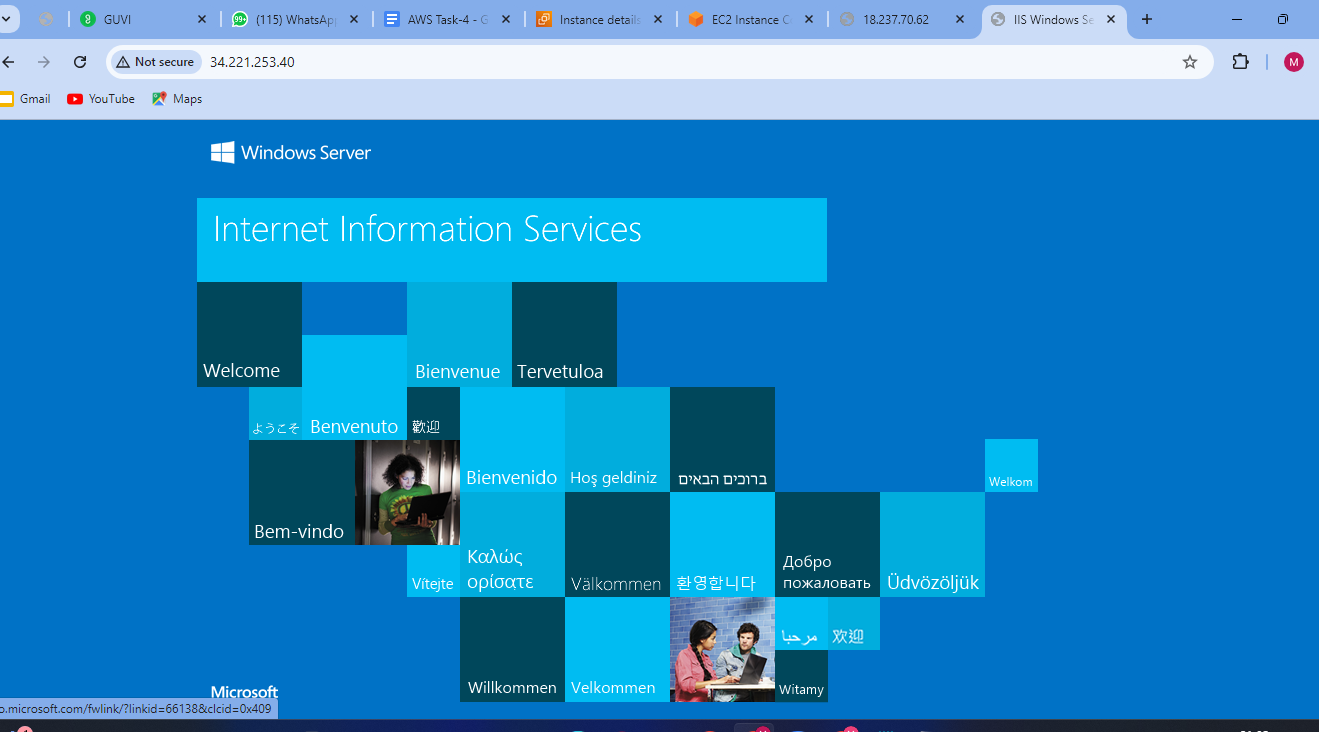 GUVI
(115) WhatsApp
AWS Task-4 - G
Instance details
EC2 Instance C
18.237.70.62
IIS Windows Se
Not secure
34.221.253.40
M
Gmail
YouTube
Maps
Windows Server
Internet Information Services
Welcome
Bienvenue
Tervetuloa
ようこそ
Benvenuto
歡迎
Bienvenido
Hoş geldiniz
ברוכים הבאים
Welkom
Bem-vindo
Vítejte
Καλώς
ορίσατε
Välkommen
환영합니다
Добро
пожаловать
Üdvözöljük
مرحبا
欢迎
Willkommen
Velkommen
Witamy
Microsoft
o.microsoft.com/fwlink/?linkid=66138&clcid=0x409